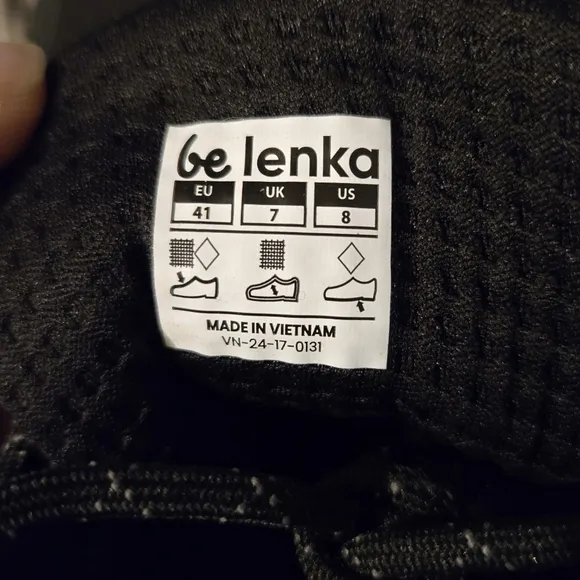 be lenka
EU UK US
41 7 8
MADE IN VIETNAM
VN-24-17-0131